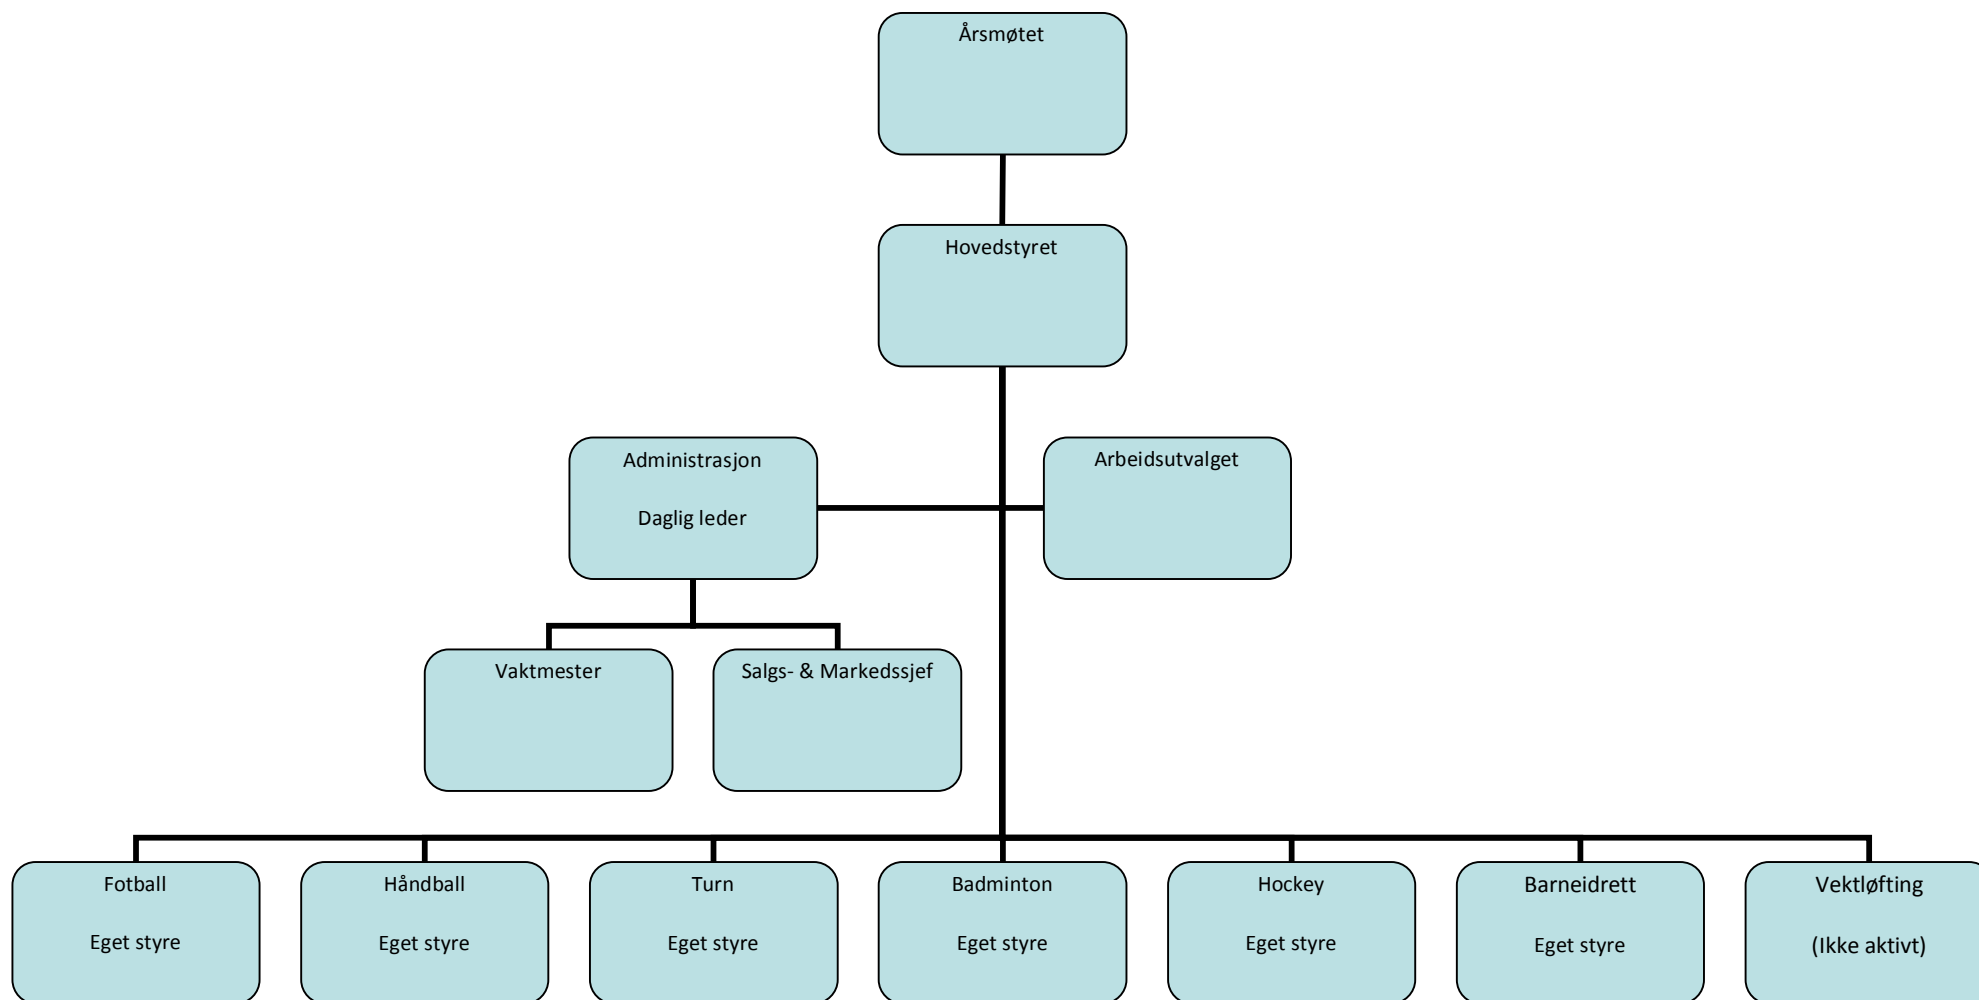 Årsmøtet
Hovedstyret
Administrasjon
Daglig leder
Arbeidsutvalget
Vaktmester
Salgs- & Markedssjef
Fotball
Eget styre
Håndball
Eget styre
Turn
Eget styre
Badminton
Eget styre
Hockey
Eget styre
Barneidrett
Eget styre
Vektløfting
(Ikke aktivt)